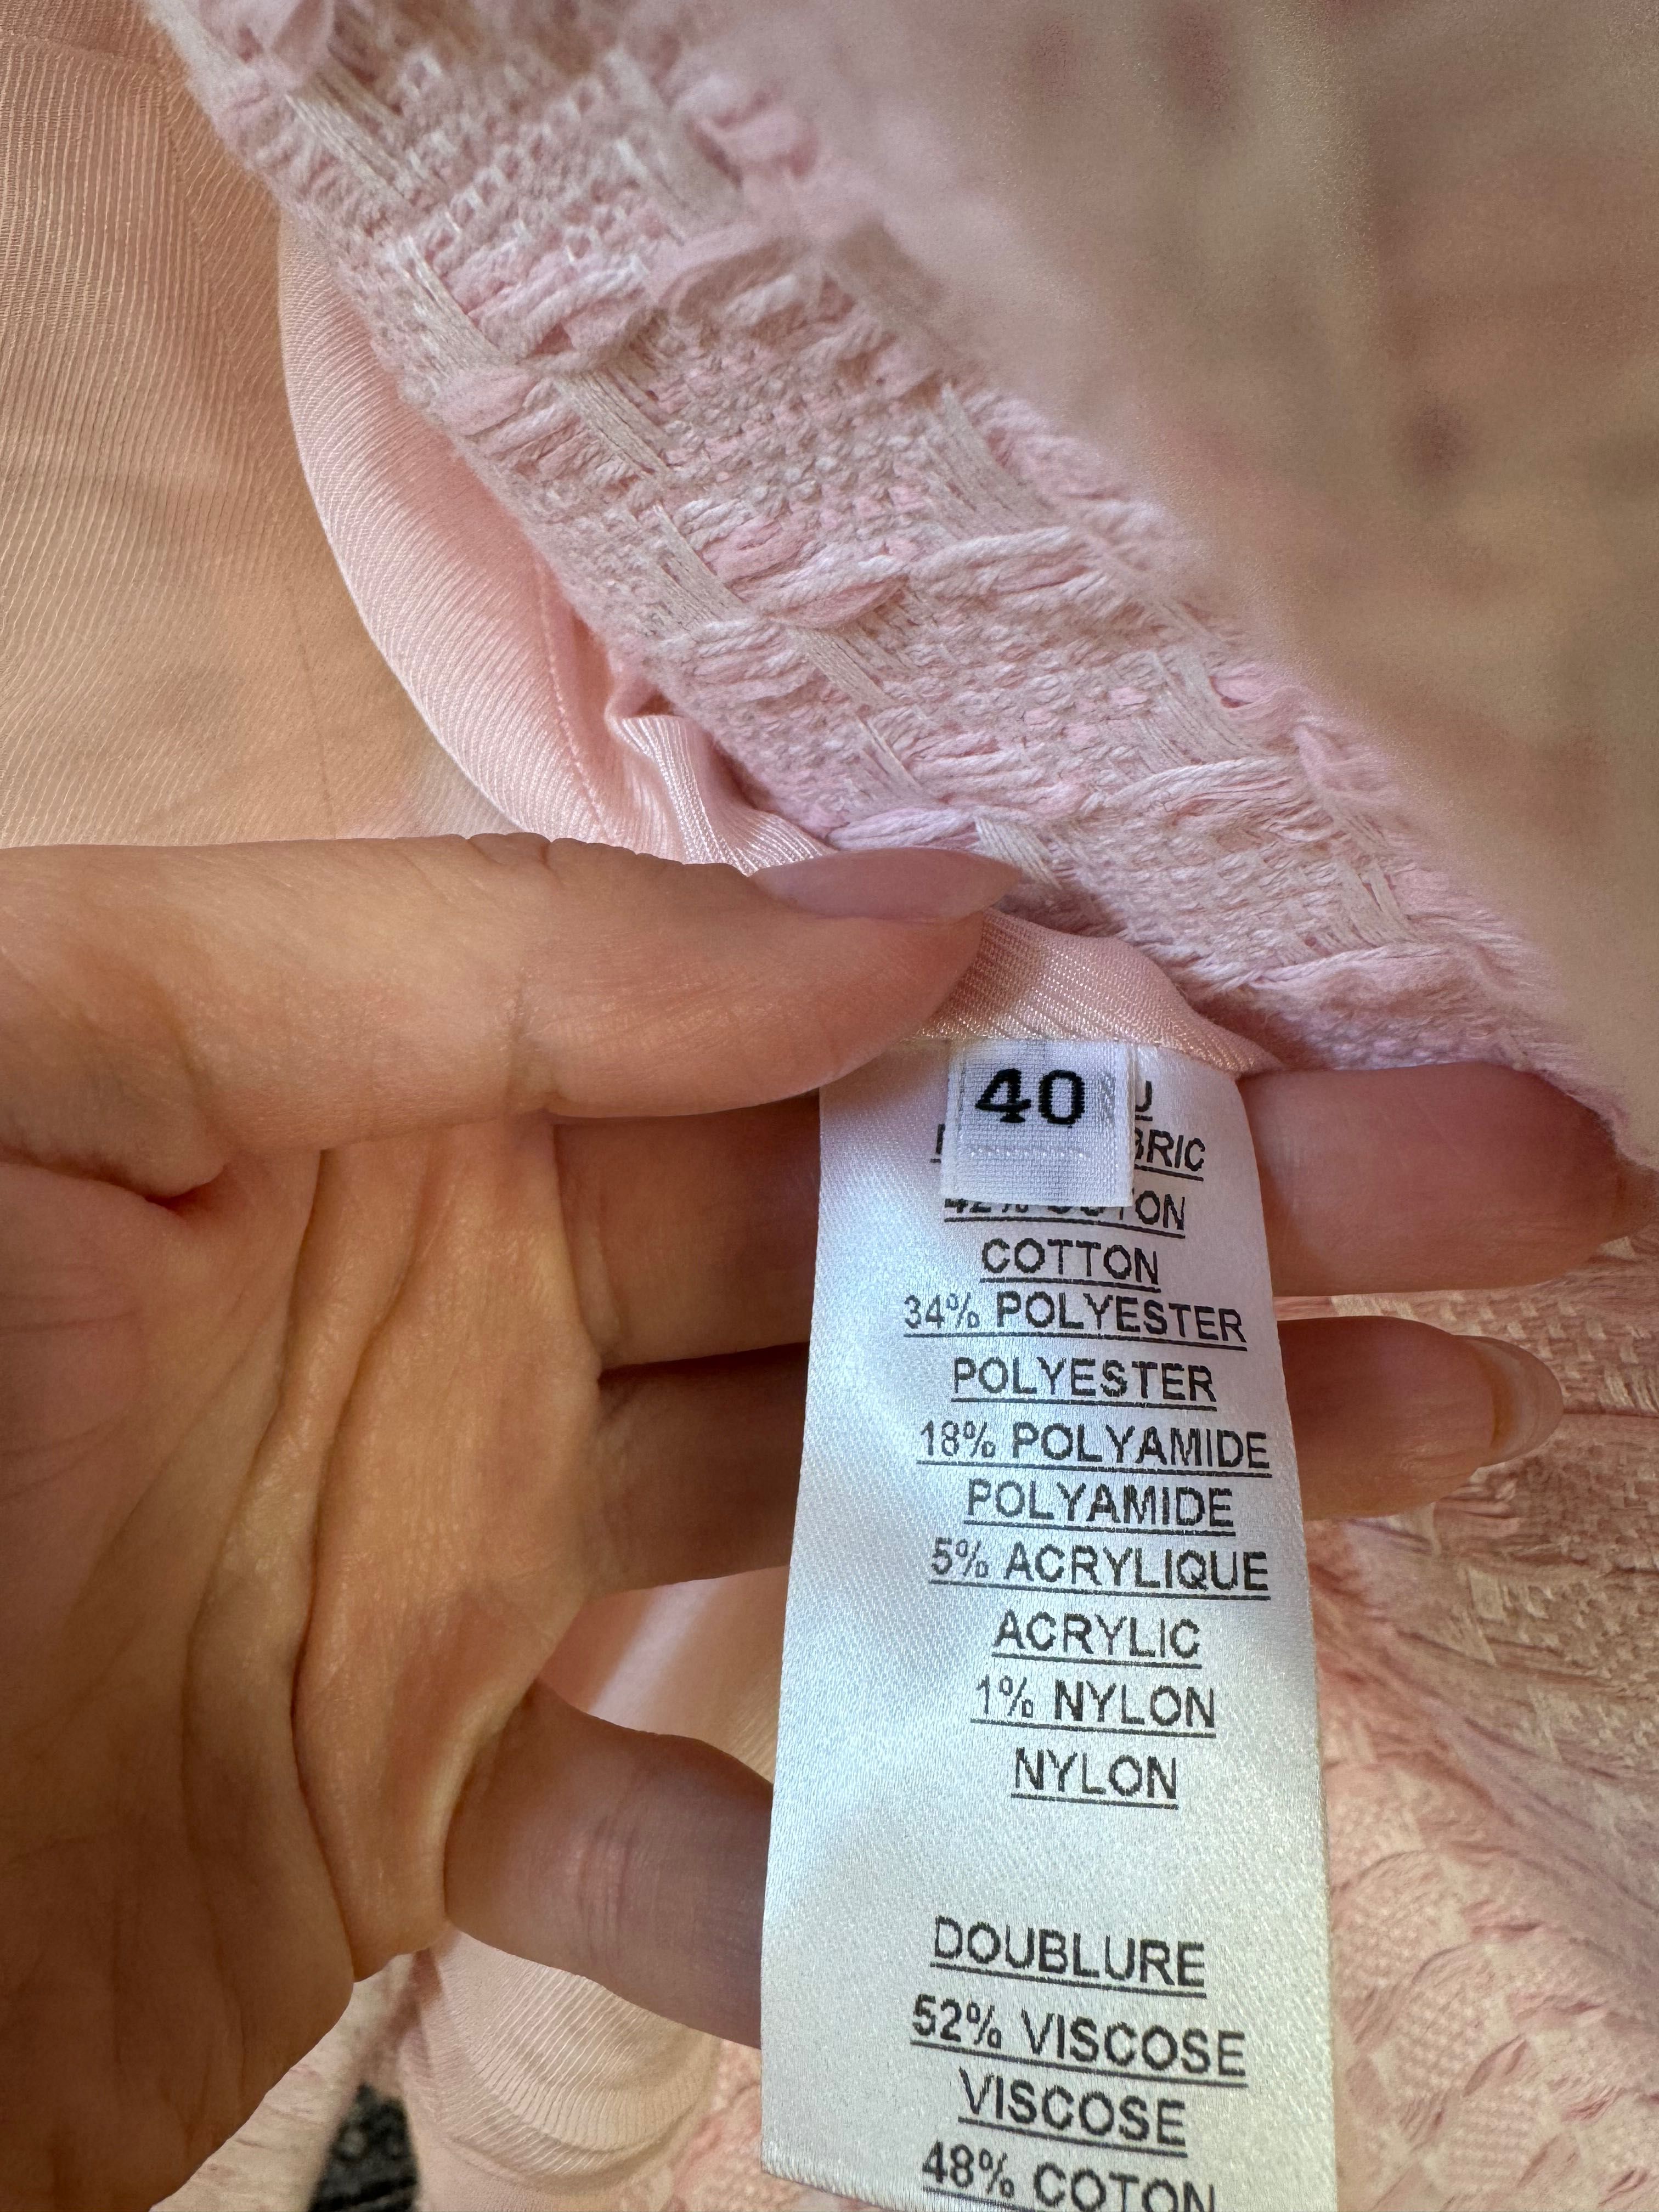 40
COTTON
34% POLYESTER
POLYESTER
18% POLYAMIDE
POLYAMIDE
5% ACRYLIQUE
ACRYLIC
1% NYLON
NYLON
DOUBLURE
52% VISCOSE
VISCOSE
48% COTON